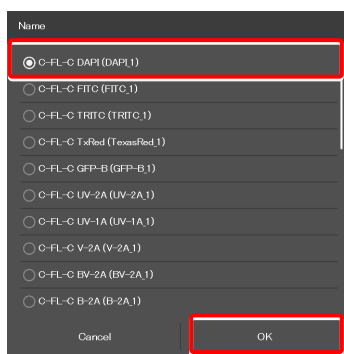 Name
C-FL-C DAPI (DAPI_1)
C-FL-C FITC (FITC_1)
C-FL-C TRITC (TRITC_1)
C-FL-C TxRed (TexasRed_1)
C-FL-C GFP-B (GFP-B_1)
C-FL-C UV-2A (UV-2A_1)
C-FL-C UV-1A (UV-1A_1)
C-FL-C V-2A (V-2A_1)
C-FL-C BV-2A (BV-2A_1)
C-FL-C B-2A (B-2A_1)
Cancel OK